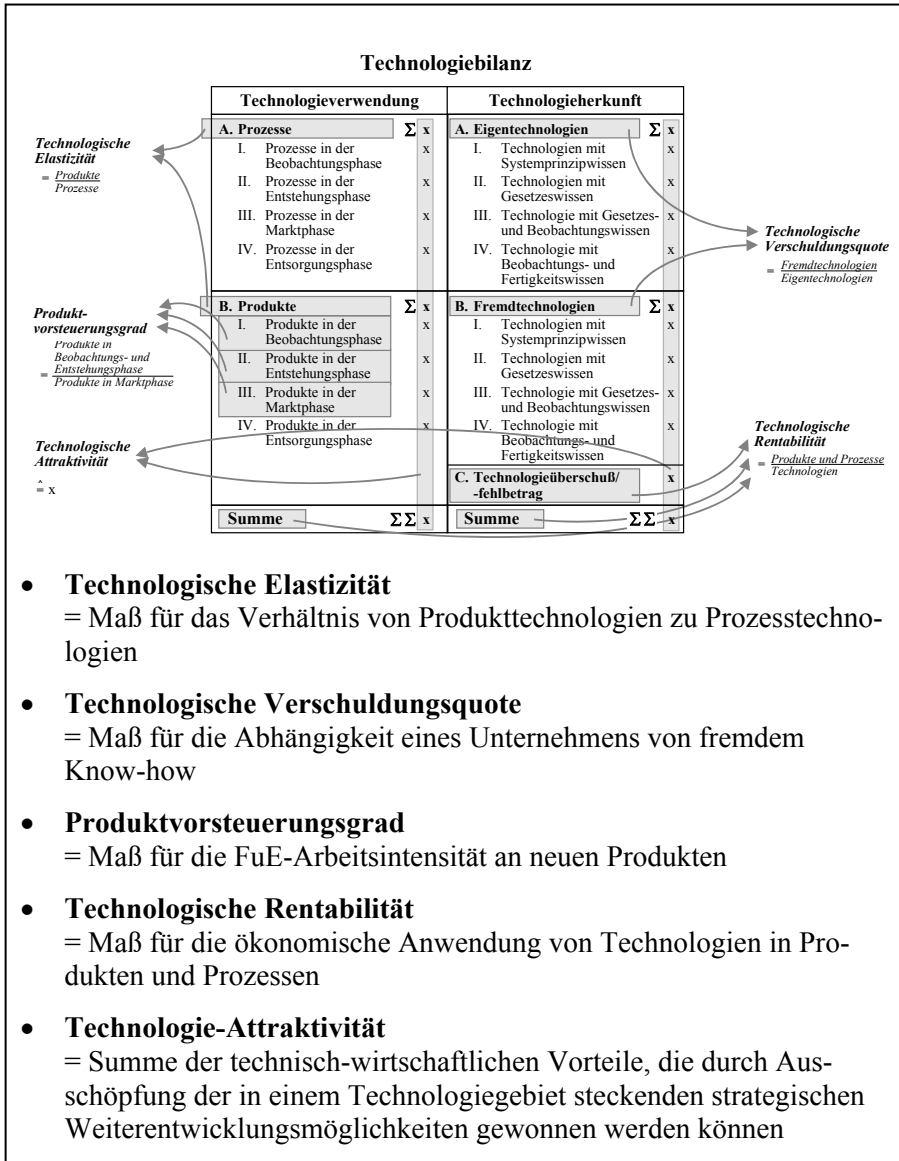 Technologiebilanz
Technologieverwendung
Technologieherkunft
Technologische
Elastizität
= Produkte
Prozesse
Produkt-
vorsteuerungsgrad
Produkte in
Beobachtungs- und
= Entstehungsphase
Produkte in Marktphase
Technologische
Attraktivität
≙ x
A. Prozesse Σ x
I. Prozesse in der x
Beobachtungsphase
II. Prozesse in der x
Entstehungsphase
III. Prozesse in der x
Marktphase
IV. Prozesse in der x
Entsorgungsphase
B. Produkte Σ x
I. Produkte in der x
Beobachtungsphase
II. Produkte in der x
Entstehungsphase
III. Produkte in der x
Marktphase
IV. Produkte in der x
Entsorgungsphase
Summe ΣΣ x
A. Eigentechnologien Σ x
I. Technologien mit x
Systemprinzipwissen
II. Technologien mit x
Gesetzeswissen
III. Technologie mit Gesetzes- x
und Beobachtungswissen
IV. Technologie mit x
Beobachtungs- und
Fertigkeitswissen
B. Fremdtechnologien Σ x
I. Technologien mit x
Systemprinzipwissen
II. Technologien mit x
Gesetzeswissen
III. Technologie mit Gesetzes- x
und Beobachtungswissen
IV. Technologie mit x
Beobachtungs- und
Fertigkeitswissen
C. Technologieüberschuß/ x
-fehlbetrag
Summe ΣΣ x
Technologische
Verschuldungsquote
= Fremdtechnologien
Eigentechnologien
Technologische
Rentabilität
= Produkte und Prozesse
Technologien
• Technologische Elastizität
= Maß für das Verhältnis von Produkttechnologien zu Prozesstechno-
logien
• Technologische Verschuldungsquote
= Maß für die Abhängigkeit eines Unternehmens von fremdem
Know-how
• Produktvorsteuerungsgrad
= Maß für die FuE-Arbeitsintensität an neuen Produkten
• Technologische Rentabilität
= Maß für die ökonomische Anwendung von Technologien in Pro-
dukten und Prozessen
• Technologie-Attraktivität
= Summe der technisch-wirtschaftlichen Vorteile, die durch Aus-
schöpfung der in einem Technologiegebiet steckenden strategischen
Weiterentwicklungsmöglichkeiten gewonnen werden können